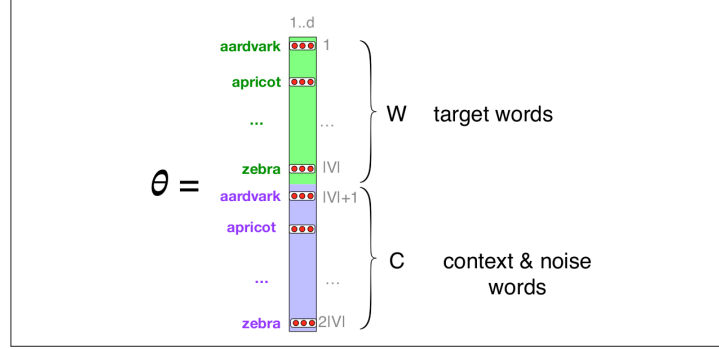 1..d
aardvark 1
apricot
... ...
W target words
zebra |V|
θ =
aardvark |V|+1
apricot
C context & noise
words
... ...
zebra 2|V|